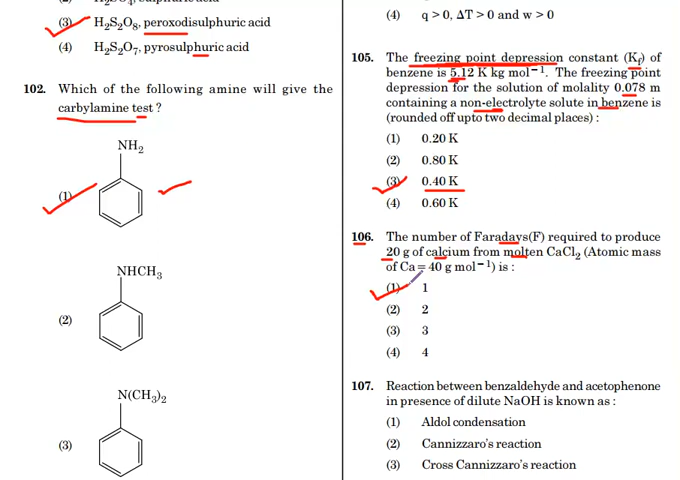 (3) H₂S₂O₈, peroxodisulphuric acid
(4) H₂S₂O₇, pyrosulphuric acid
102. Which of the following amine will give the
carbylamine test ?
NH₂
(1)
NHCH₃
(2)
N(CH₃)₂
(3)
(4) q > 0, ΔT > 0 and w > 0
105. The freezing point depression constant (K_f) of
benzene is 5.12 K kg mol⁻¹. The freezing point
depression for the solution of molality 0.078 m
containing a non-electrolyte solute in benzene is
(rounded off upto two decimal places) :
(1) 0.20 K
(2) 0.80 K
(3) 0.40 K
(4) 0.60 K
106. The number of Faradays(F) required to produce
20 g of calcium from molten CaCl₂ (Atomic mass
of Ca = 40 g mol⁻¹) is :
(1) 1
(2) 2
(3) 3
(4) 4
107. Reaction between benzaldehyde and acetophenone
in presence of dilute NaOH is known as :
(1) Aldol condensation
(2) Cannizzaro's reaction
(3) Cross Cannizzaro's reaction